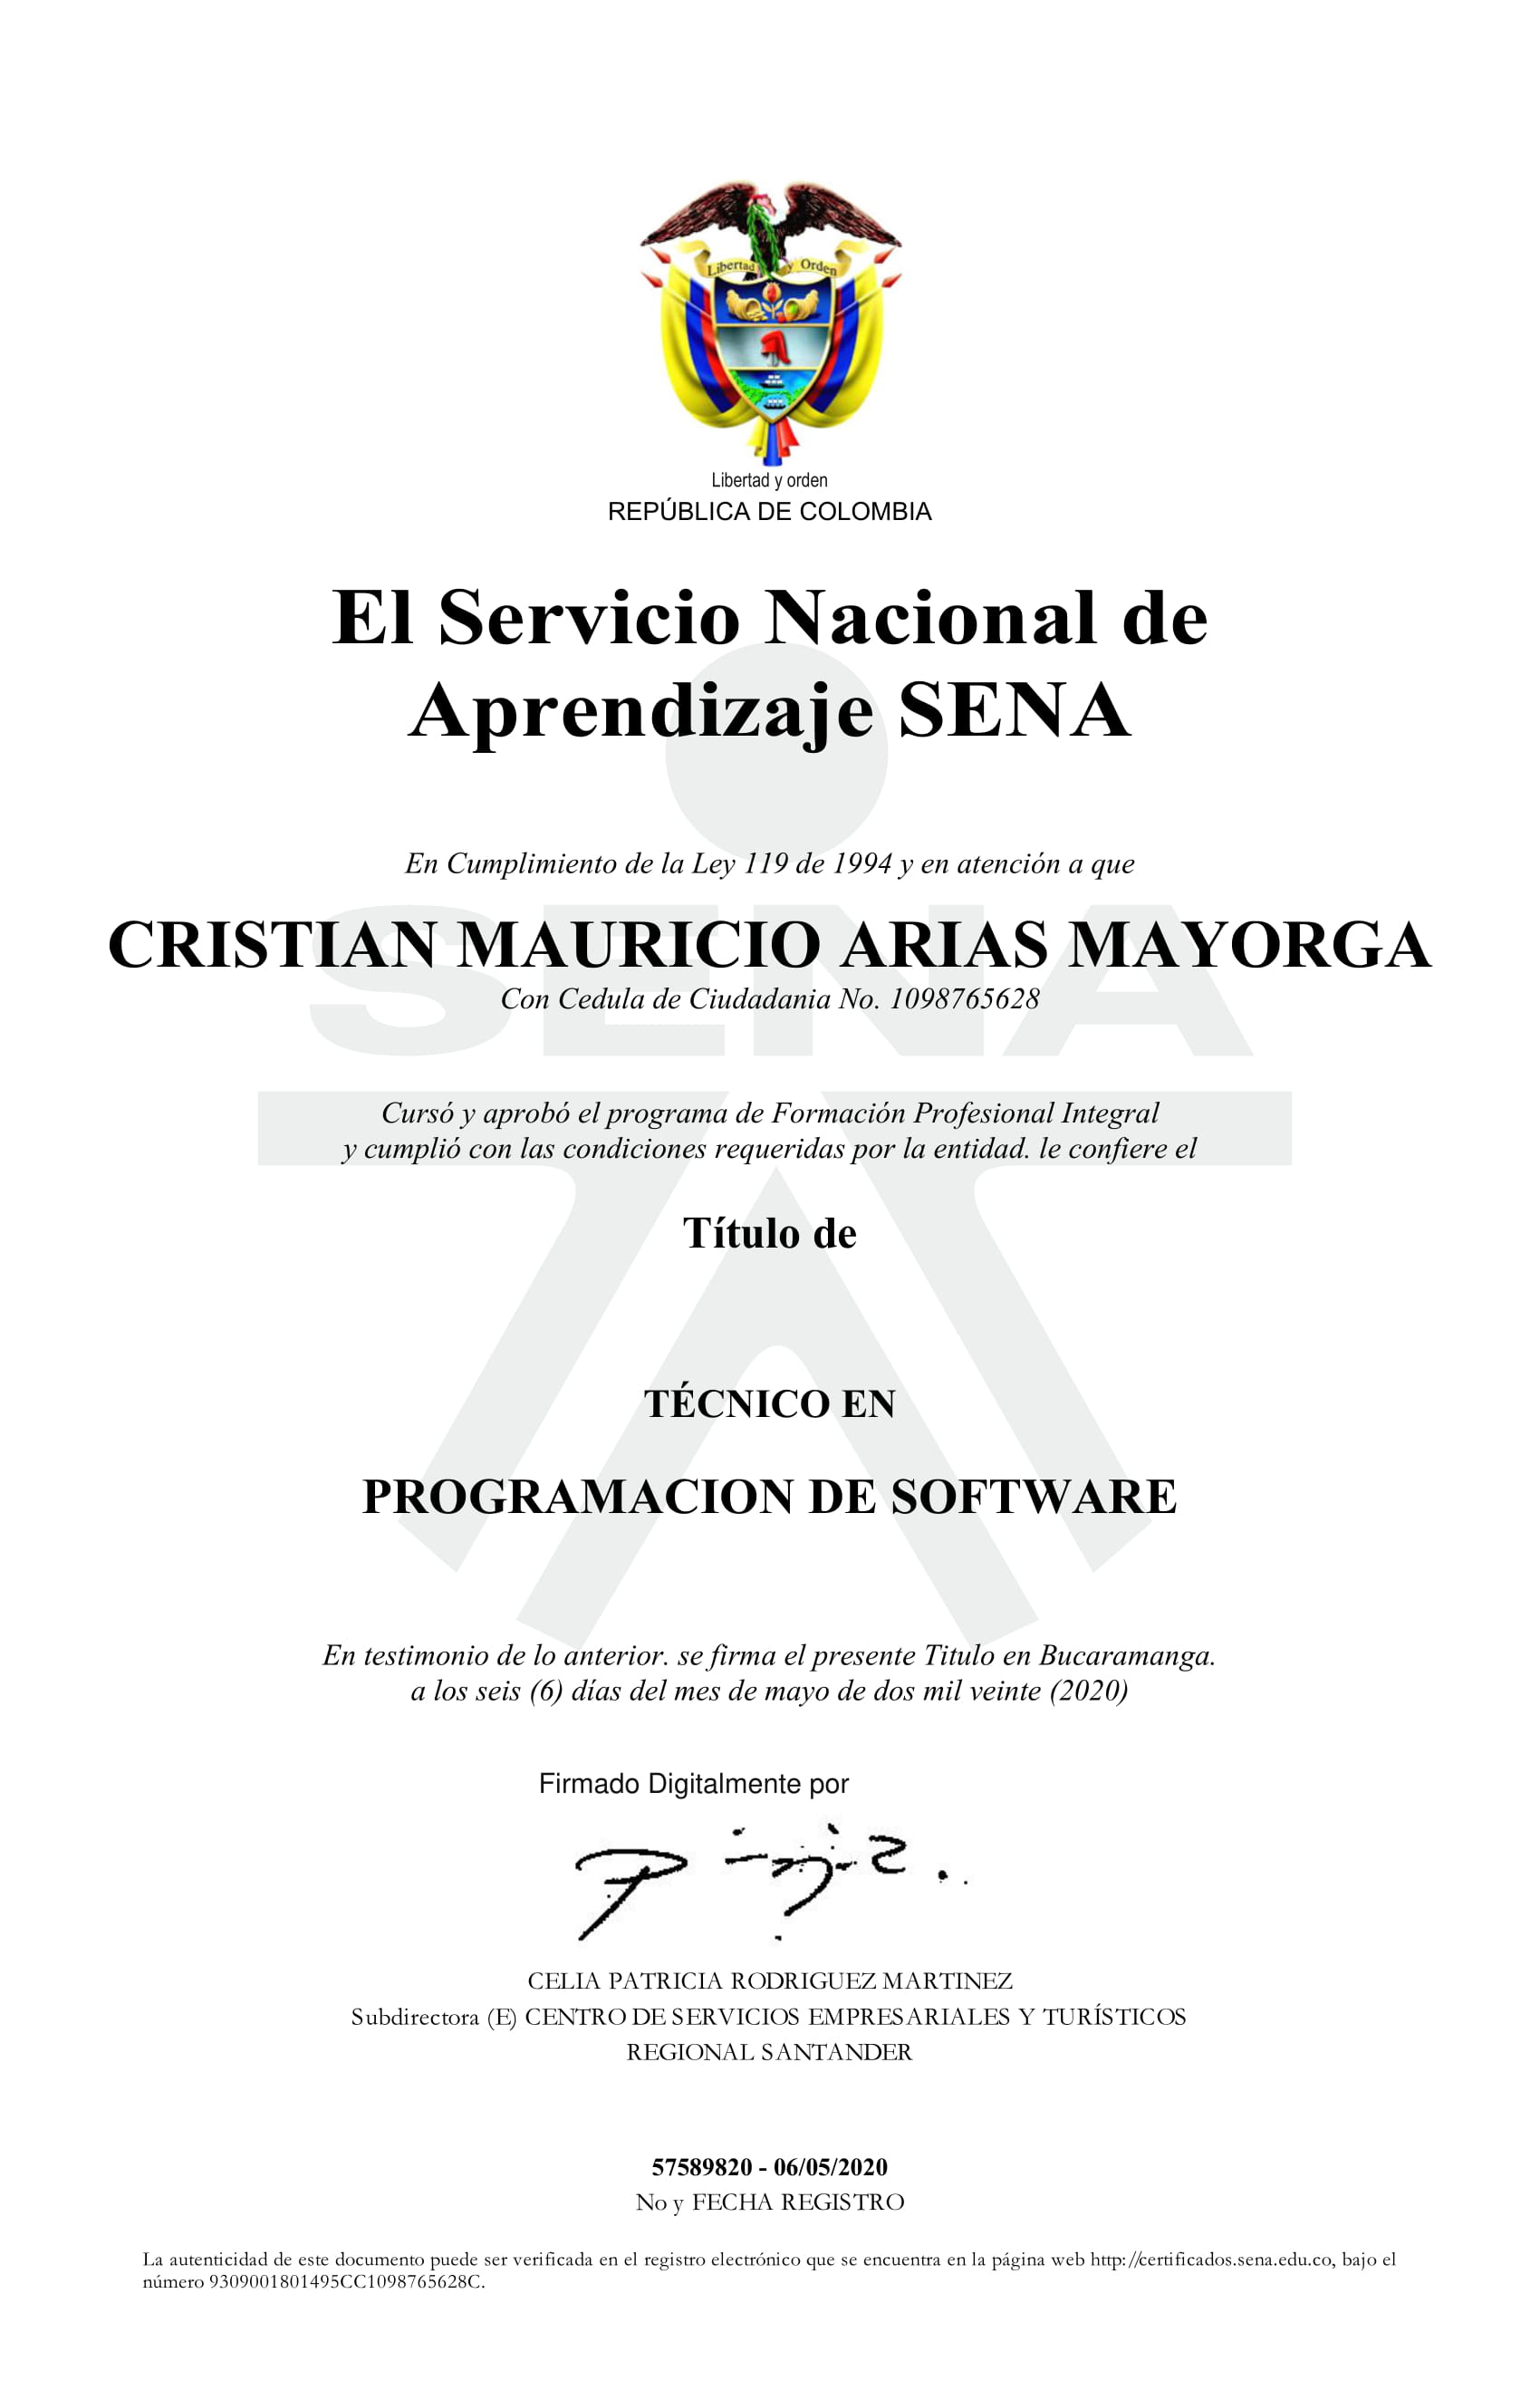 Libertad y Orden
Libertad y orden
REPÚBLICA DE COLOMBIA
El Servicio Nacional de
Aprendizaje SENA
En Cumplimiento de la Ley 119 de 1994 y en atención a que
SENA
CRISTIAN MAURICIO ARIAS MAYORGA
Con Cedula de Ciudadania No. 1098765628
Cursó y aprobó el programa de Formación Profesional Integral
y cumplió con las condiciones requeridas por la entidad. le confiere el
Título de
TÉCNICO EN
PROGRAMACION DE SOFTWARE
En testimonio de lo anterior. se firma el presente Titulo en Bucaramanga.
a los seis (6) días del mes de mayo de dos mil veinte (2020)
Firmado Digitalmente por
CELIA PATRICIA RODRIGUEZ MARTINEZ
Subdirectora (E) CENTRO DE SERVICIOS EMPRESARIALES Y TURÍSTICOS
REGIONAL SANTANDER
57589820 - 06/05/2020
No y FECHA REGISTRO
La autenticidad de este documento puede ser verificada en el registro electrónico que se encuentra en la página web http://certificados.sena.edu.co, bajo el
número 9309001801495CC1098765628C.